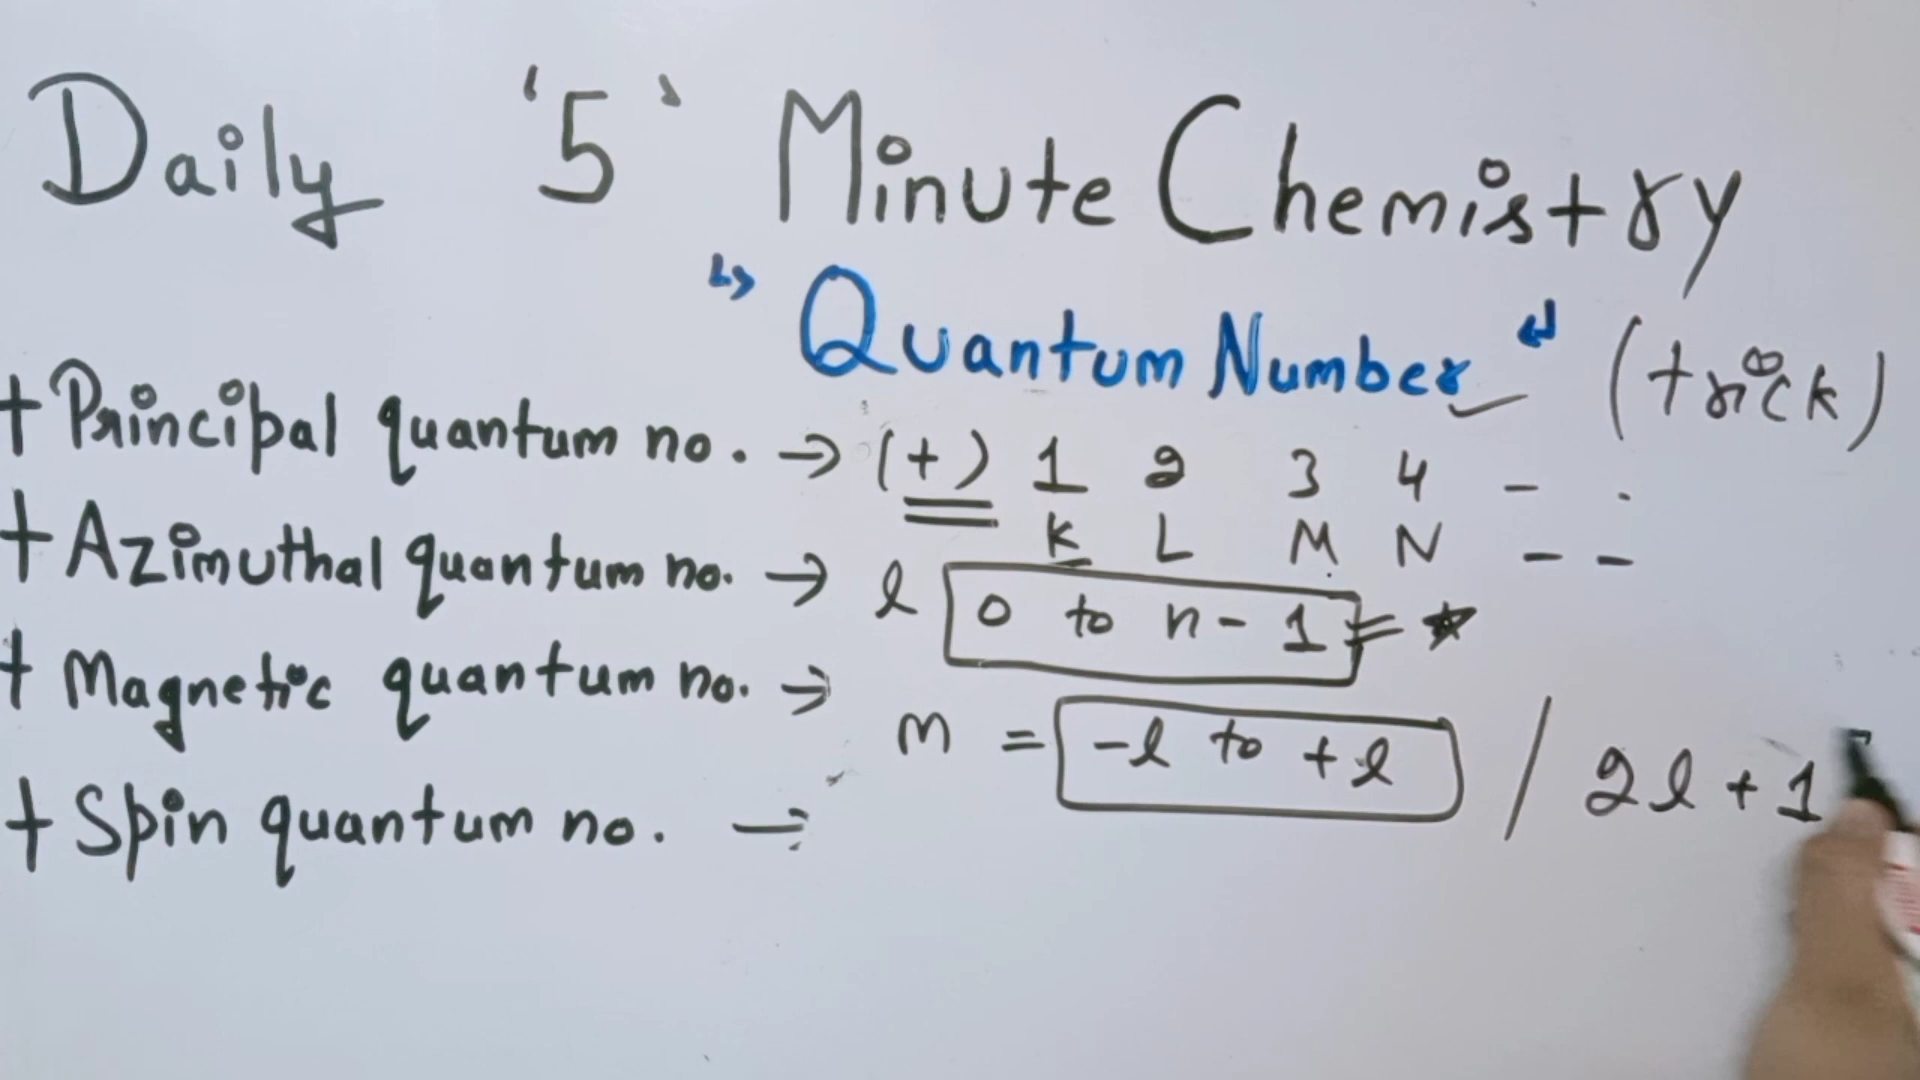 Daily '5' Minute Chemistry
Quantum Number (trick)
+ Principal quantum no. → (+) 1 2 3 4 - .
K L M N - -
+ Azimuthal quantum no. → l 0 to n - 1 = ★
+ Magnetic quantum no. → m = -l to +l / 2l + 1
+ Spin quantum no. →